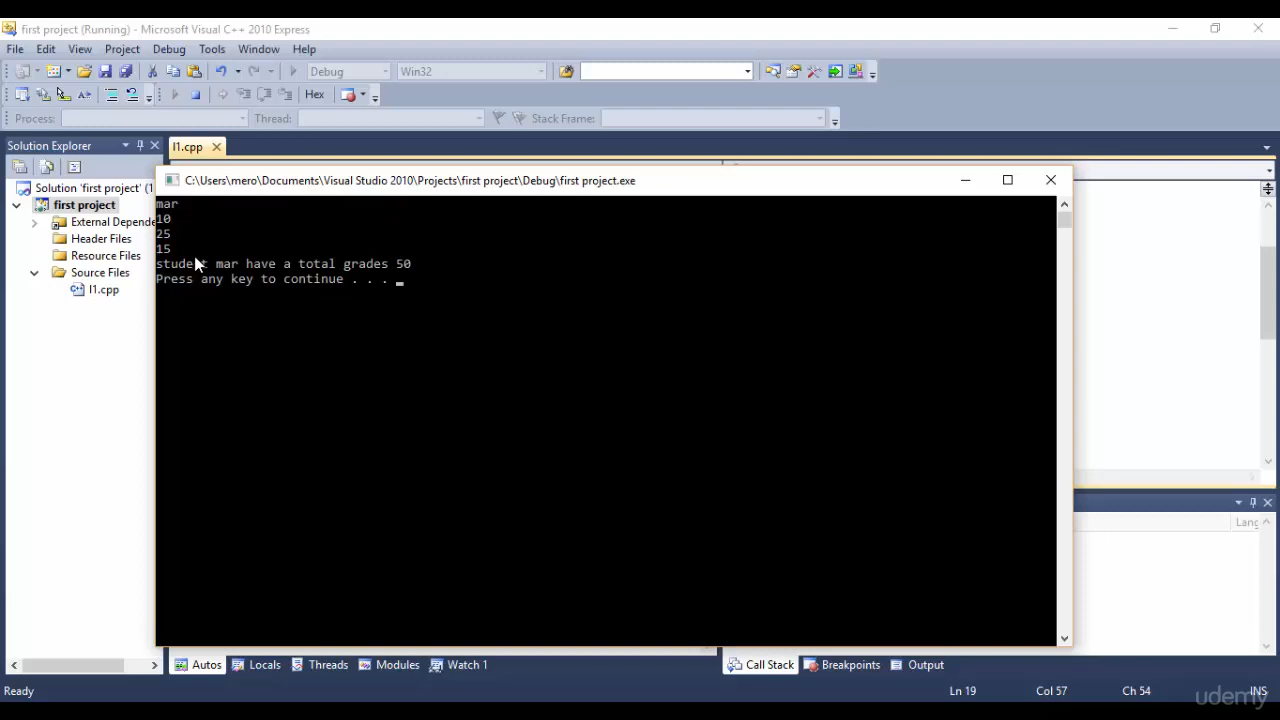 first project (Running) - Microsoft Visual C++ 2010 Express
File Edit View Project Debug Tools Window Help
Debug Win32
Hex
Process: Thread: Stack Frame:
Solution Explorer
l1.cpp
C:\Users\mero\Documents\Visual Studio 2010\Projects\first project\Debug\first project.exe
Solution 'first project' (1
first project
External Depende
Header Files
Resource Files
Source Files
l1.cpp
mar
10
25
15
student mar have a total grades 50
Press any key to continue . . .
Lang
Autos Locals Threads Modules Watch 1
Call Stack Breakpoints Output
Ready Ln 19 Col 57 Ch 54 INS
udemy